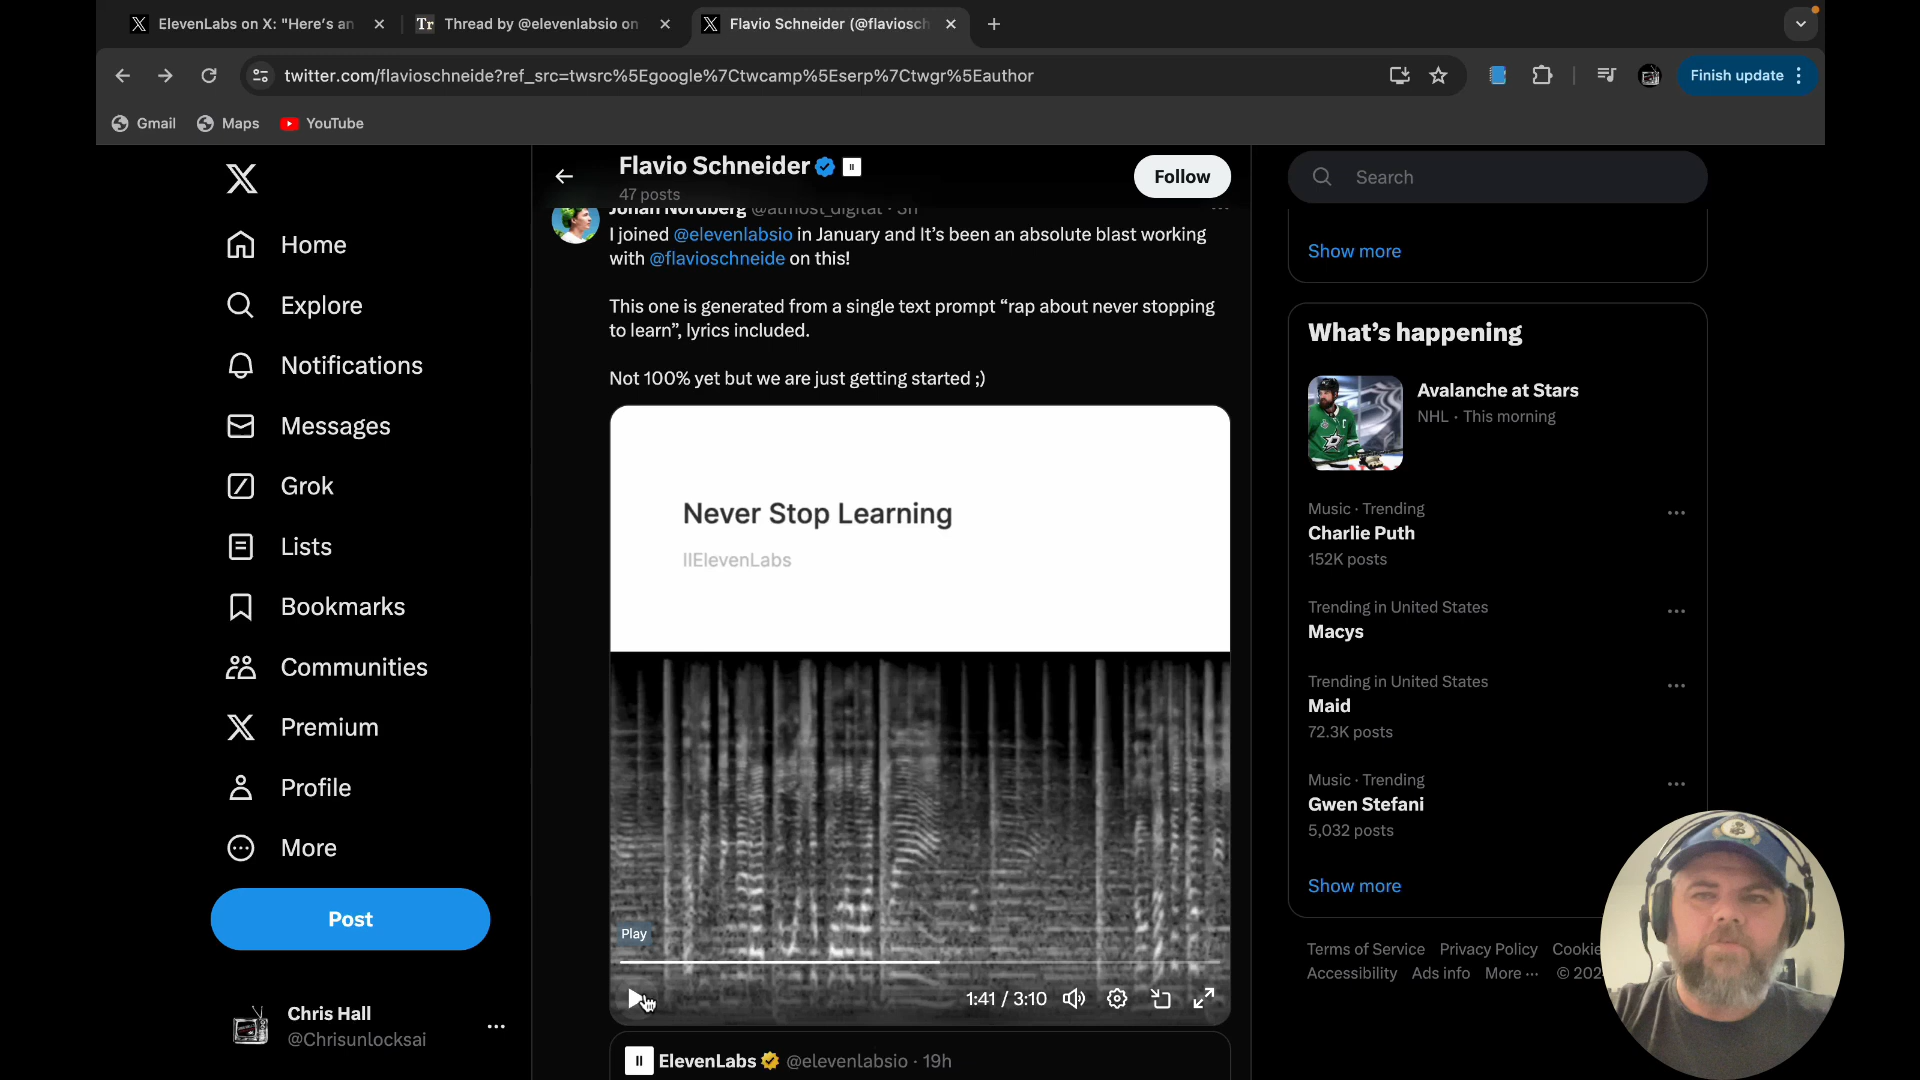 ElevenLabs on X: "Here's an
Thread by @elevenlabsio on
Flavio Schneider (@flaviosch
twitter.com/flavioschneide?ref_src=twsrc%5Egoogle%7Ctwcamp%5Eserp%7Ctwgr%5Eauthor
Finish update
Gmail
Maps
YouTube
Home
Explore
Notifications
Messages
Grok
Lists
Bookmarks
Communities
Premium
Profile
More
Post
Chris Hall
@Chrisunlocksai
Flavio Schneider
47 posts
Follow
Johan Nordberg @almost_digital · 3h
I joined @elevenlabsio in January and It's been an absolute blast working
with @flavioschneide on this!
This one is generated from a single text prompt “rap about never stopping
to learn”, lyrics included.
Not 100% yet but we are just getting started ;)
Never Stop Learning
IIElevenLabs
Play
1:41 / 3:10
ElevenLabs @elevenlabsio · 19h
Search
Show more
What's happening
Avalanche at Stars
NHL · This morning
Music · Trending
Charlie Puth
152K posts
Trending in United States
Macys
Trending in United States
Maid
72.3K posts
Music · Trending
Gwen Stefani
5,032 posts
Show more
Terms of Service Privacy Policy Cookie
Accessibility Ads info More ··· © 202